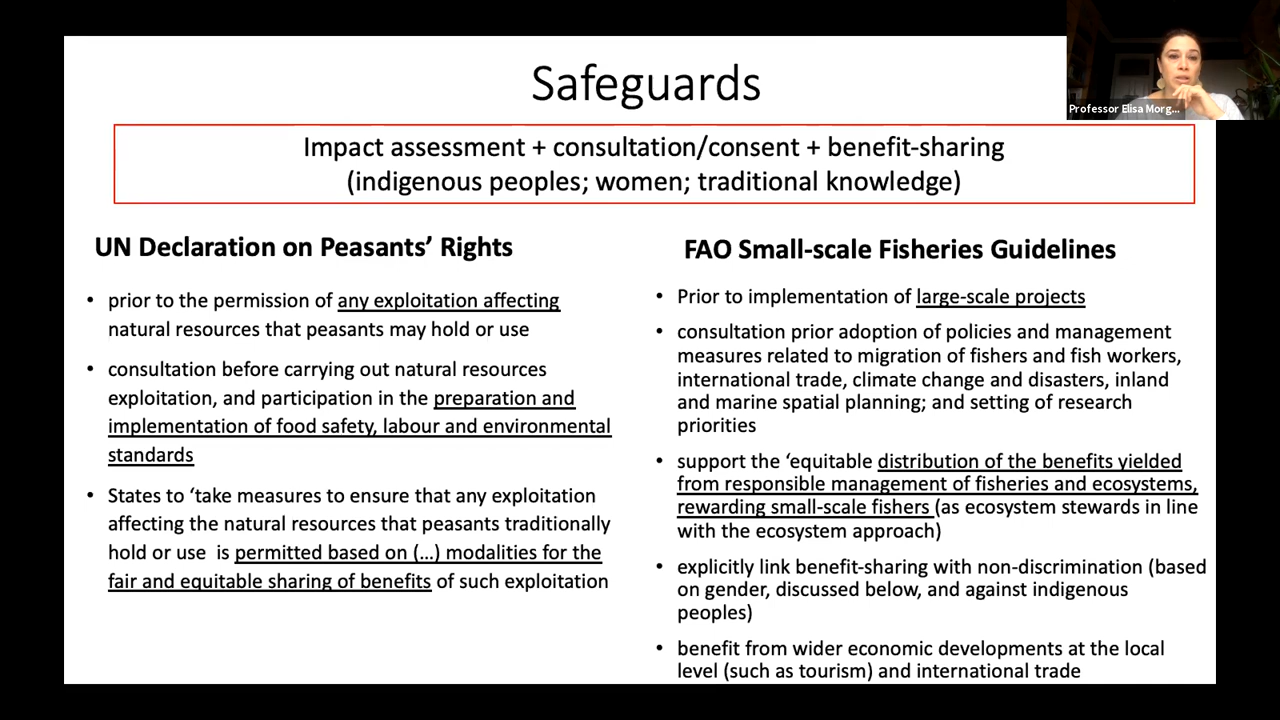 Safeguards
Professor Elisa Morg...
Impact assessment + consultation/consent + benefit-sharing
(indigenous peoples; women; traditional knowledge)
UN Declaration on Peasants’ Rights
• prior to the permission of any exploitation affecting
natural resources that peasants may hold or use
• consultation before carrying out natural resources
exploitation, and participation in the preparation and
implementation of food safety, labour and environmental
standards
• States to ‘take measures to ensure that any exploitation
affecting the natural resources that peasants traditionally
hold or use is permitted based on (…) modalities for the
fair and equitable sharing of benefits of such exploitation
FAO Small-scale Fisheries Guidelines
• Prior to implementation of large-scale projects
• consultation prior adoption of policies and management
measures related to migration of fishers and fish workers,
international trade, climate change and disasters, inland
and marine spatial planning; and setting of research
priorities
• support the ‘equitable distribution of the benefits yielded
from responsible management of fisheries and ecosystems,
rewarding small-scale fishers (as ecosystem stewards in line
with the ecosystem approach)
• explicitly link benefit-sharing with non-discrimination (based
on gender, discussed below, and against indigenous
peoples)
• benefit from wider economic developments at the local
level (such as tourism) and international trade